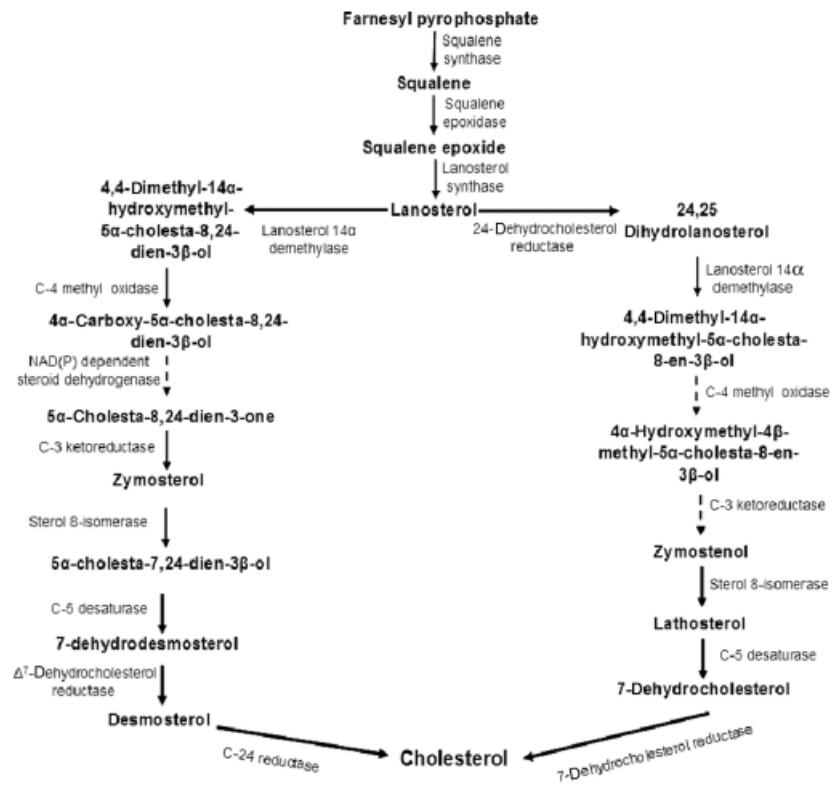 Farnesyl pyrophosphate
Squalene
synthase
Squalene
Squalene
epoxidase
Squalene epoxide
Lanosterol
synthase
Lanosterol
Lanosterol 14α
demethylase
4,4-Dimethyl-14α-
hydroxymethyl-
5α-cholesta-8,24-
dien-3β-ol
C-4 methyl oxidase
4α-Carboxy-5α-cholesta-8,24-
dien-3β-ol
NAD(P) dependent
steroid dehydrogenase
5α-Cholesta-8,24-dien-3-one
C-3 ketoreductase
Zymosterol
Sterol 8-isomerase
5α-cholesta-7,24-dien-3β-ol
C-5 desaturase
7-dehydrodesmosterol
Δ7-Dehydrocholesterol
reductase
Desmosterol
C-24 reductase
24-Dehydrocholesterol
reductase
24,25
Dihydrolanosterol
Lanosterol 14α
demethylase
4,4-Dimethyl-14α-
hydroxymethyl-5α-cholesta-
8-en-3β-ol
C-4 methyl oxidase
4α-Hydroxymethyl-4β-
methyl-5α-cholesta-8-en-
3β-ol
C-3 ketoreductase
Zymostenol
Sterol 8-isomerase
Lathosterol
C-5 desaturase
7-Dehydrocholesterol
7-Dehydrocholesterol reductase
Cholesterol